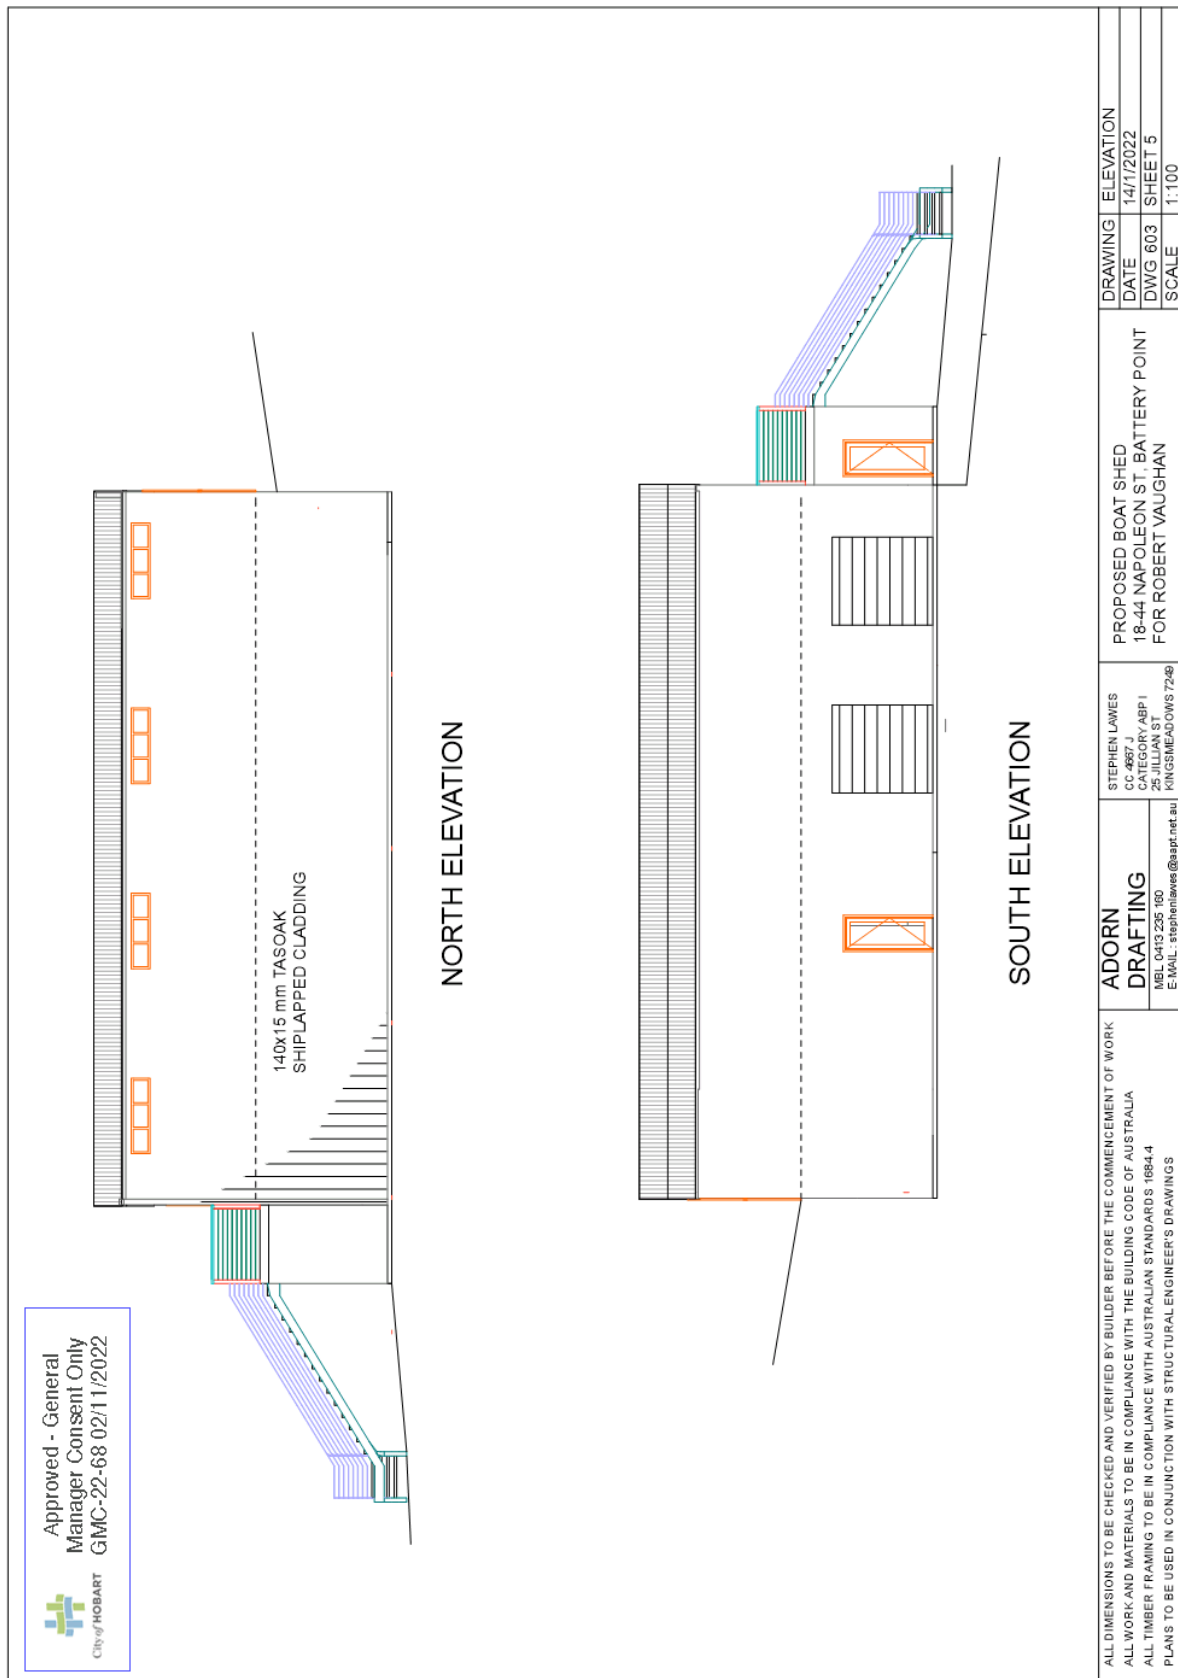 Approved - General
Manager Consent Only
GMC-22-68 02/11/2022
City of HOBART
140x15 mm TASOAK
SHIPLAPPED CLADDING
NORTH ELEVATION
SOUTH ELEVATION
ALL DIMENSIONS TO BE CHECKED AND VERIFIED BY BUILDER BEFORE THE COMMENCEMENT OF WORK
ALL WORK AND MATERIALS TO BE IN COMPLIANCE WITH THE BUILDING CODE OF AUSTRALIA
ALL TIMBER FRAMING TO BE IN COMPLIANCE WITH AUSTRALIAN STANDARDS 1684.4
PLANS TO BE USED IN CONJUNCTION WITH STRUCTURAL ENGINEER'S DRAWINGS
ADORN
DRAFTING
MBL 0413 235 160
E-MAIL : stephenlawes@aapt.net.au
STEPHEN LAWES
CC 4667 J
CATEGORY ABP I
25 JILLIAN ST
KINGSMEADOWS 7249
PROPOSED BOAT SHED
18-44 NAPOLEON ST, BATTERY POINT
FOR ROBERT VAUGHAN
DRAWING ELEVATION
DATE 14/1/2022
DWG 603 SHEET 5
SCALE 1:100